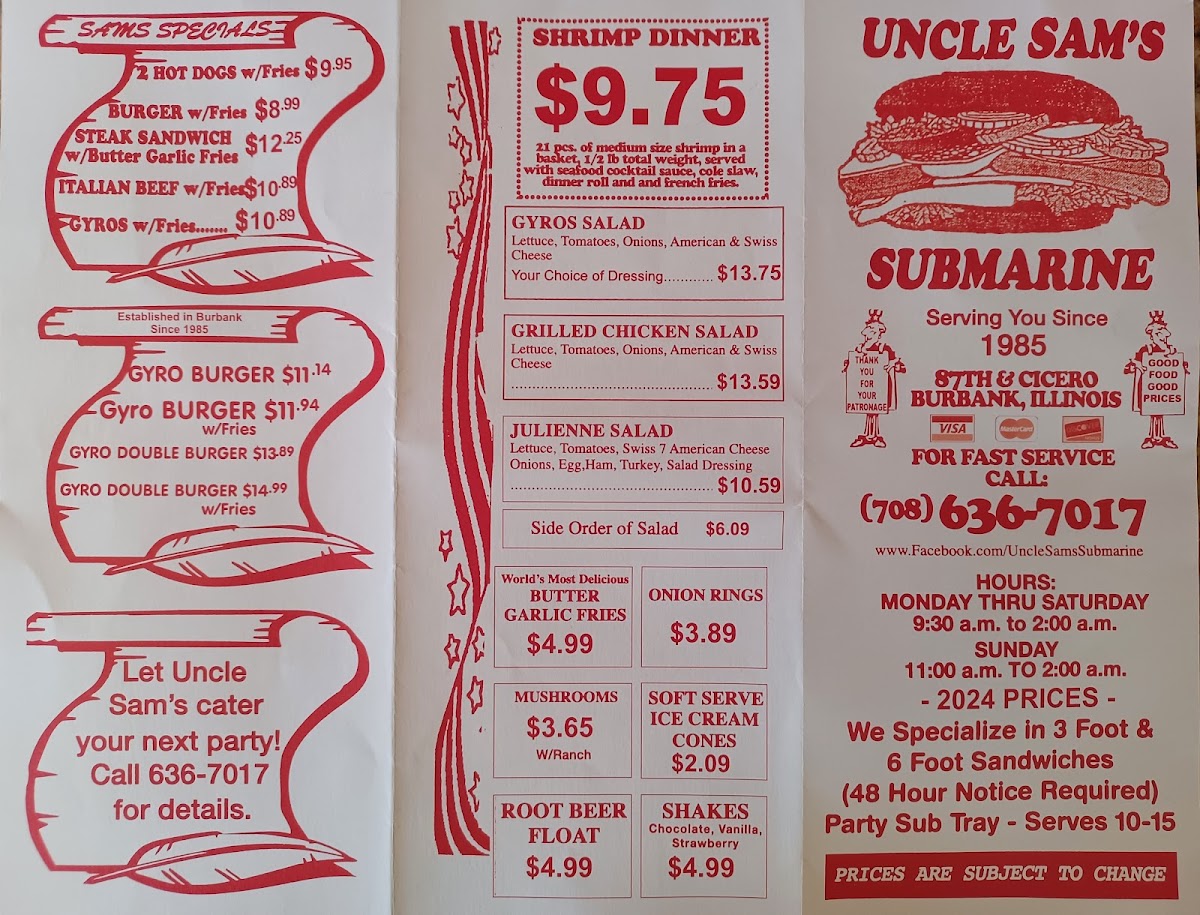 SAMS SPECIALS
2 HOT DOGS w/Fries $9.95
BURGER w/Fries $8.99
STEAK SANDWICH
w/Butter Garlic Fries $12.25
ITALIAN BEEF w/Fries $10.89
GYROS w/Fries....... $10.89
Established in Burbank
Since 1985
GYRO BURGER $11.14
Gyro BURGER $11.94
w/Fries
GYRO DOUBLE BURGER $13.89
GYRO DOUBLE BURGER $14.99
w/Fries
Let Uncle
Sam's cater
your next party!
Call 636-7017
for details.
SHRIMP DINNER
$9.75
21 pcs. of medium size shrimp in a
basket, 1/2 lb total weight, served
with seafood cocktail sauce, cole slaw,
dinner roll and and french fries.
GYROS SALAD
Lettuce, Tomatoes, Onions, American & Swiss
Cheese
Your Choice of Dressing............ $13.75
GRILLED CHICKEN SALAD
Lettuce, Tomatoes, Onions, American & Swiss
Cheese
................................................ $13.59
JULIENNE SALAD
Lettuce, Tomatoes, Swiss 7 American Cheese
Onions, Egg,Ham, Turkey, Salad Dressing
................................................ $10.59
Side Order of Salad $6.09
World's Most Delicious
BUTTER
GARLIC FRIES
$4.99
ONION RINGS
$3.89
MUSHROOMS
$3.65
W/Ranch
SOFT SERVE
ICE CREAM
CONES
$2.09
ROOT BEER
FLOAT
$4.99
SHAKES
Chocolate, Vanilla,
Strawberry
$4.99
UNCLE SAM'S
SUBMARINE
Serving You Since
1985
THANK
YOU
FOR
YOUR
PATRONAGE
GOOD
FOOD
GOOD
PRICES
87TH & CICERO
BURBANK, ILLINOIS
VISA
MasterCard
DISCOVER
FOR FAST SERVICE
CALL:
(708) 636-7017
www.Facebook.com/UncleSamsSubmarine
HOURS:
MONDAY THRU SATURDAY
9:30 a.m. to 2:00 a.m.
SUNDAY
11:00 a.m. TO 2:00 a.m.
- 2024 PRICES -
We Specialize in 3 Foot &
6 Foot Sandwiches
(48 Hour Notice Required)
Party Sub Tray - Serves 10-15
PRICES ARE SUBJECT TO CHANGE